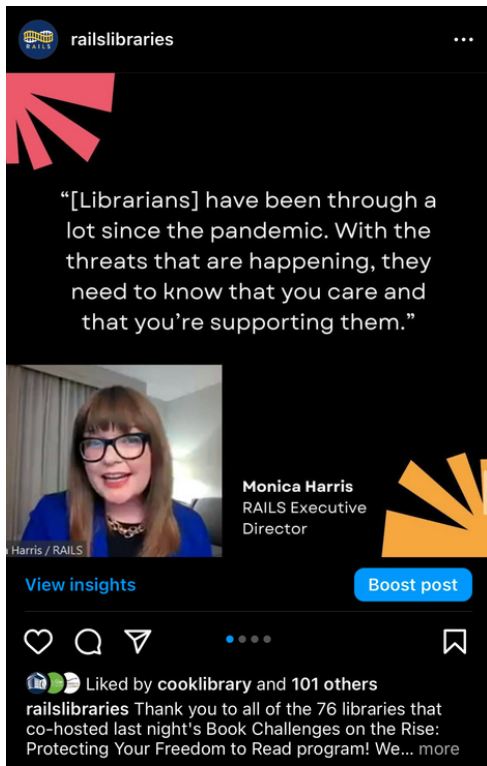 RAILS
railslibraries
“[Librarians] have been through a
lot since the pandemic. With the
threats that are happening, they
need to know that you care and
that you’re supporting them.”
Monica Harris
RAILS Executive
Director
Harris / RAILS
View insights
Boost post
Liked by cooklibrary and 101 others
railslibraries Thank you to all of the 76 libraries that
co-hosted last night's Book Challenges on the Rise:
Protecting Your Freedom to Read program! We... more